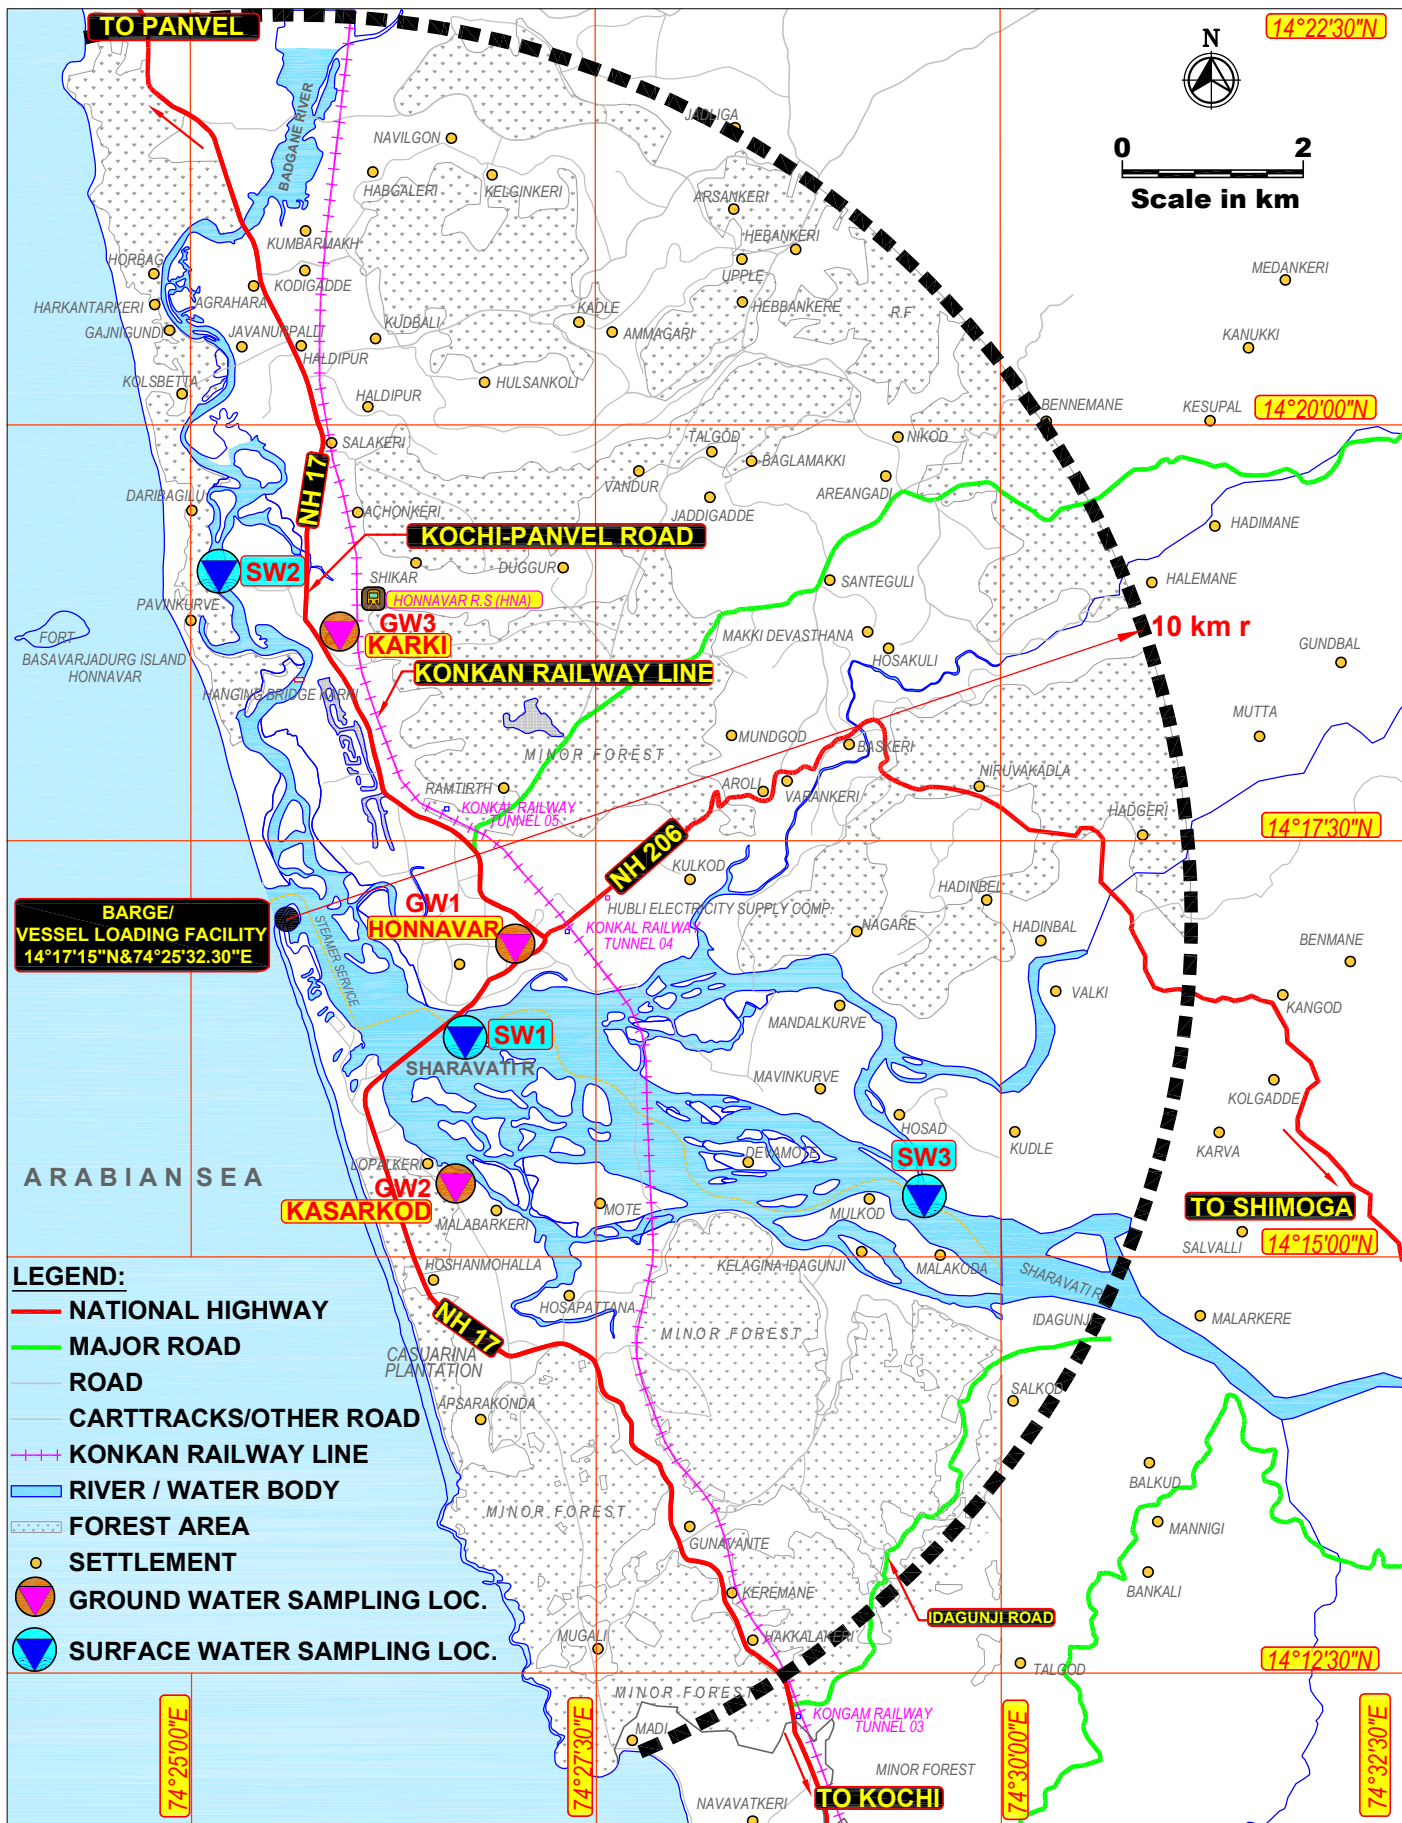 TO PANVEL
14°22'30"N
N
BADGANE RIVER
JADLIGA
NAVILGON
0 2
Scale in km
HABGALERI
KELGINKERI
ARSANKERI
KUMBARMAKH
HEBANKERI
HORBAG
KODIGADDE
UPPLE
MEDANKERI
HARKANTARKERI
AGRAHARA
HEBBANKERE
R.F
KADLE
GAJNIGUNDI
JAVANURPALLI
KUDBALI
AMMAGARI
KANUKKI
HALDIPUR
KOLSBETTA
HULSANKOLI
HALDIPUR
BENNEMANE
KESUPAL
14°20'00"N
SALAKERI
TALGOD
NIKOD
BAGLAMAKKI
NH 17
VANDUR
AREANGADI
DARIBAGILU
ACHONKERI
JADDIGADDE
HADIMANE
KOCHI-PANVEL ROAD
SW2
SHIKAR
DUGGUR
SANTEGULI
HALEMANE
HONNAVAR R.S (HNA)
PAVINKURVE
GW3
KARKI
MAKKI DEVASTHANA
10 km r
FORT
BASAVARJADURG ISLAND
HONNAVAR
HOSAKULI
GUNDBAL
KONKAN RAILWAY LINE
HANGING BRIDGE KARKI
MUTTA
MUNDGOD
BASKERI
MINOR FOREST
NIRUVAKADLA
RAMTIRTH
AROLI
VARANKERI
KONKAL RAILWAY
TUNNEL 05
HADGERI
14°17'30"N
NH 206
KULKOD
HADINBEL
BARGE/
VESSEL LOADING FACILITY
14°17'15"N&74°25'32.30"E
GW1
HONNAVAR
HUBLI ELECTRICITY SUPPLY COMP.
STEAMER SERVICE
KONKAL RAILWAY
TUNNEL 04
NAGARE
HADINBAL
BENMANE
VALKI
KANGOD
MANDALKURVE
SW1
SHARAVATI R
MAVINKURVE
KOLGADDE
HOSAD
KUDLE
KARVA
LOPALKERI
DEVAMOTE
SW3
ARABIAN SEA
GW2
KASARKOD
MALABARKERI
MOTE
MULKOD
TO SHIMOGA
SALVALLI
14°15'00"N
HOSHANMOHALLA
KELAGINA-IDAGUNJI
MALAKODA
SHARAVATI R
HOSAPATTANA
IDAGUNJI
MALARKERE
NH 17
MINOR FOREST
CASUARINA
PLANTATION
SALKOD
APSARAKONDA
BALKUD
MINOR FOREST
MANNIGI
GUNAVANTE
BANKALI
KEREMANE
IDAGUNJI ROAD
MUGALI
HAKKALAKERI
TALGOD
14°12'30"N
MINOR FOREST
KONGAM RAILWAY
TUNNEL 03
MADI
MINOR FOREST
NAVAVATKERI
TO KOCHI
74°25'00"E
74°27'30"E
74°30'00"E
74°32'30"E
LEGEND:
NATIONAL HIGHWAY
MAJOR ROAD
ROAD
CARTTRACKS/OTHER ROAD
KONKAN RAILWAY LINE
RIVER / WATER BODY
FOREST AREA
SETTLEMENT
GROUND WATER SAMPLING LOC.
SURFACE WATER SAMPLING LOC.